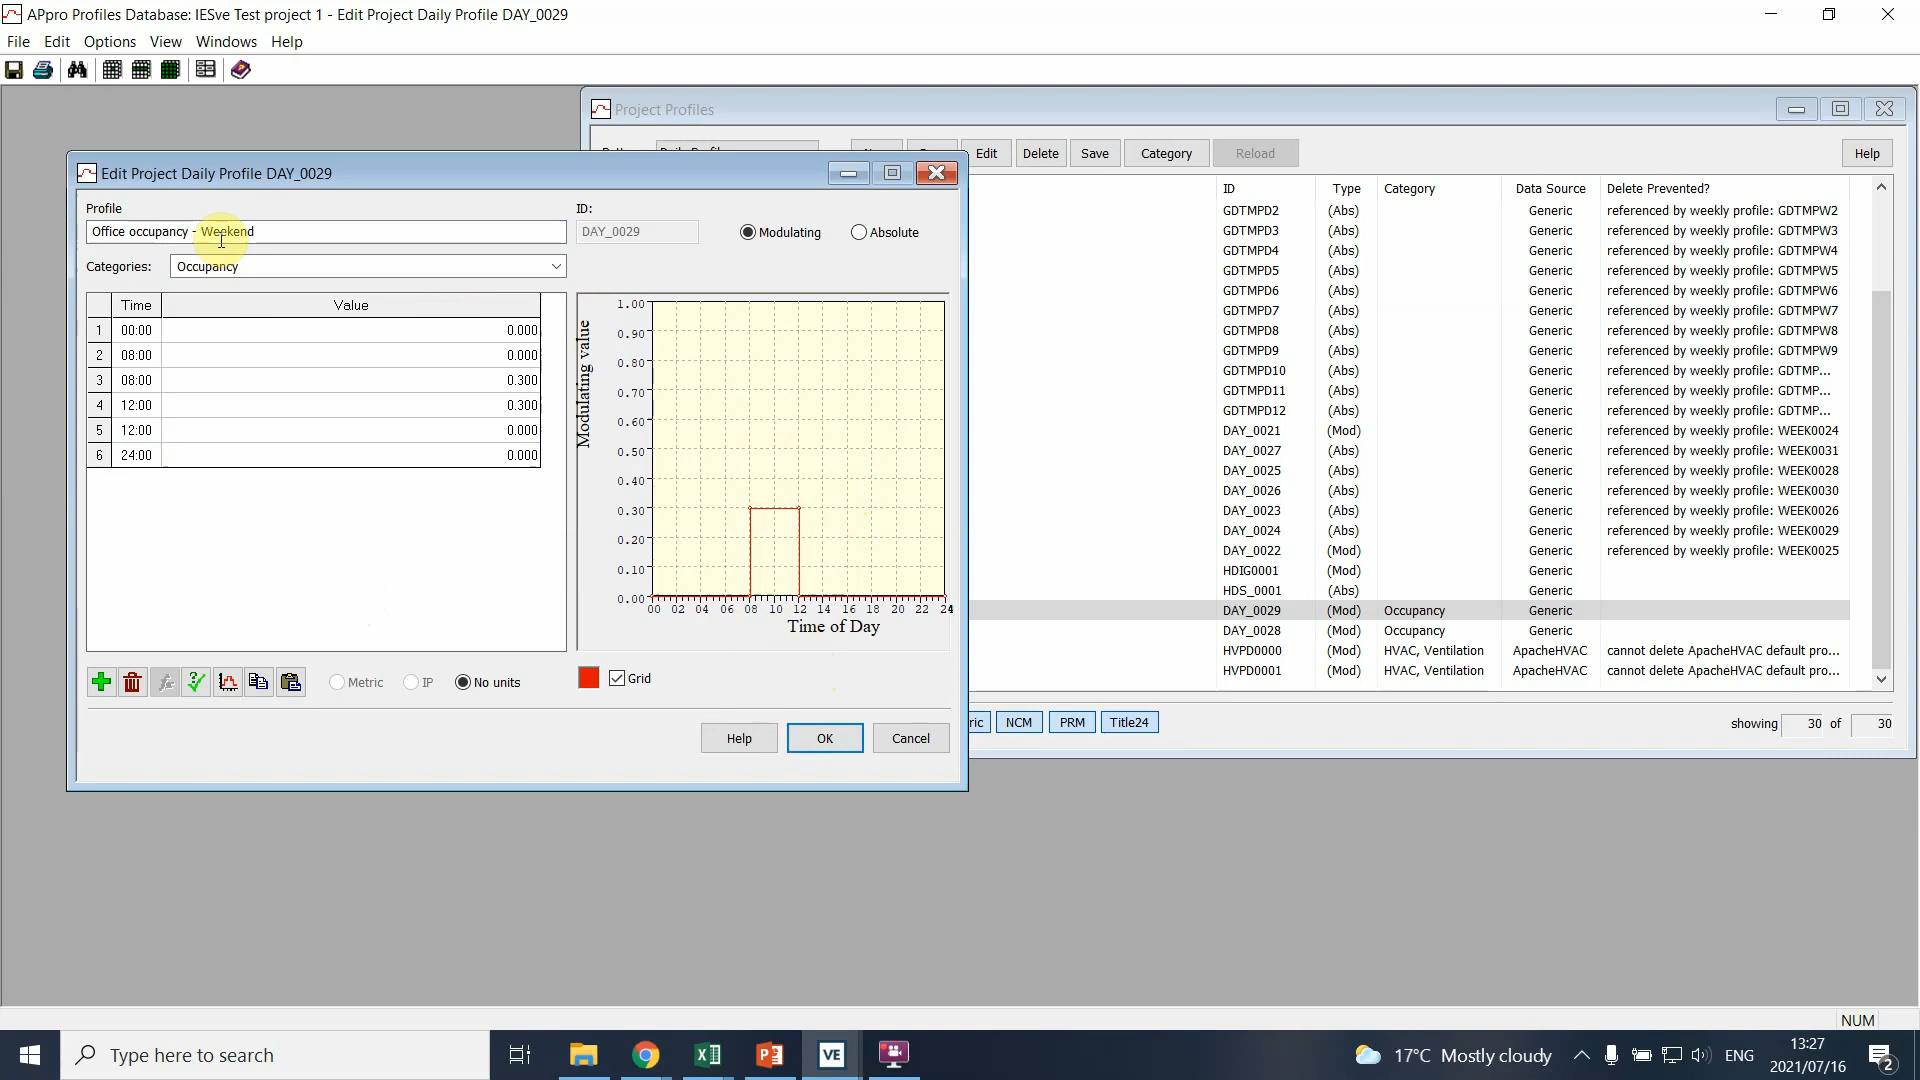 APpro Profiles Database: IESve Test project 1 - Edit Project Daily Profile DAY_0029
File Edit Options View Windows Help
Project Profiles
Edit Delete Save Category Reload Help
ID Type Category Data Source Delete Prevented?
GDTMPD2 (Abs) Generic referenced by weekly profile: GDTMPW2
GDTMPD3 (Abs) Generic referenced by weekly profile: GDTMPW3
GDTMPD4 (Abs) Generic referenced by weekly profile: GDTMPW4
GDTMPD5 (Abs) Generic referenced by weekly profile: GDTMPW5
GDTMPD6 (Abs) Generic referenced by weekly profile: GDTMPW6
GDTMPD7 (Abs) Generic referenced by weekly profile: GDTMPW7
GDTMPD8 (Abs) Generic referenced by weekly profile: GDTMPW8
GDTMPD9 (Abs) Generic referenced by weekly profile: GDTMPW9
GDTMPD10 (Abs) Generic referenced by weekly profile: GDTMP...
GDTMPD11 (Abs) Generic referenced by weekly profile: GDTMP...
GDTMPD12 (Abs) Generic referenced by weekly profile: GDTMP...
DAY_0021 (Mod) Generic referenced by weekly profile: WEEK0024
DAY_0027 (Abs) Generic referenced by weekly profile: WEEK0031
DAY_0025 (Abs) Generic referenced by weekly profile: WEEK0028
DAY_0026 (Abs) Generic referenced by weekly profile: WEEK0030
DAY_0023 (Abs) Generic referenced by weekly profile: WEEK0026
DAY_0024 (Abs) Generic referenced by weekly profile: WEEK0029
DAY_0022 (Mod) Generic referenced by weekly profile: WEEK0025
HDIG0001 (Mod) Generic
HDS_0001 (Abs) Generic
DAY_0029 (Mod) Occupancy Generic
DAY_0028 (Mod) Occupancy Generic
HVPD0000 (Mod) HVAC, Ventilation ApacheHVAC cannot delete ApacheHVAC default pro...
HVPD0001 (Mod) HVAC, Ventilation ApacheHVAC cannot delete ApacheHVAC default pro...
ric NCM PRM Title24 showing 30 of 30
Edit Project Daily Profile DAY_0029
Profile ID:
Office occupancy - Weekend DAY_0029 Modulating Absolute
Categories: Occupancy
Time Value
1 00:00 0.000
2 08:00 0.000
3 08:00 0.300
4 12:00 0.300
5 12:00 0.000
6 24:00 0.000
Modulating value
1.00
0.90
0.80
0.70
0.60
0.50
0.40
0.30
0.20
0.10
0.00
00 02 04 06 08 10 12 14 16 18 20 22 24
Time of Day
Metric IP No units Grid
Help OK Cancel
NUM
Type here to search
VE
17°C Mostly cloudy ENG
13:27
2021/07/16
2